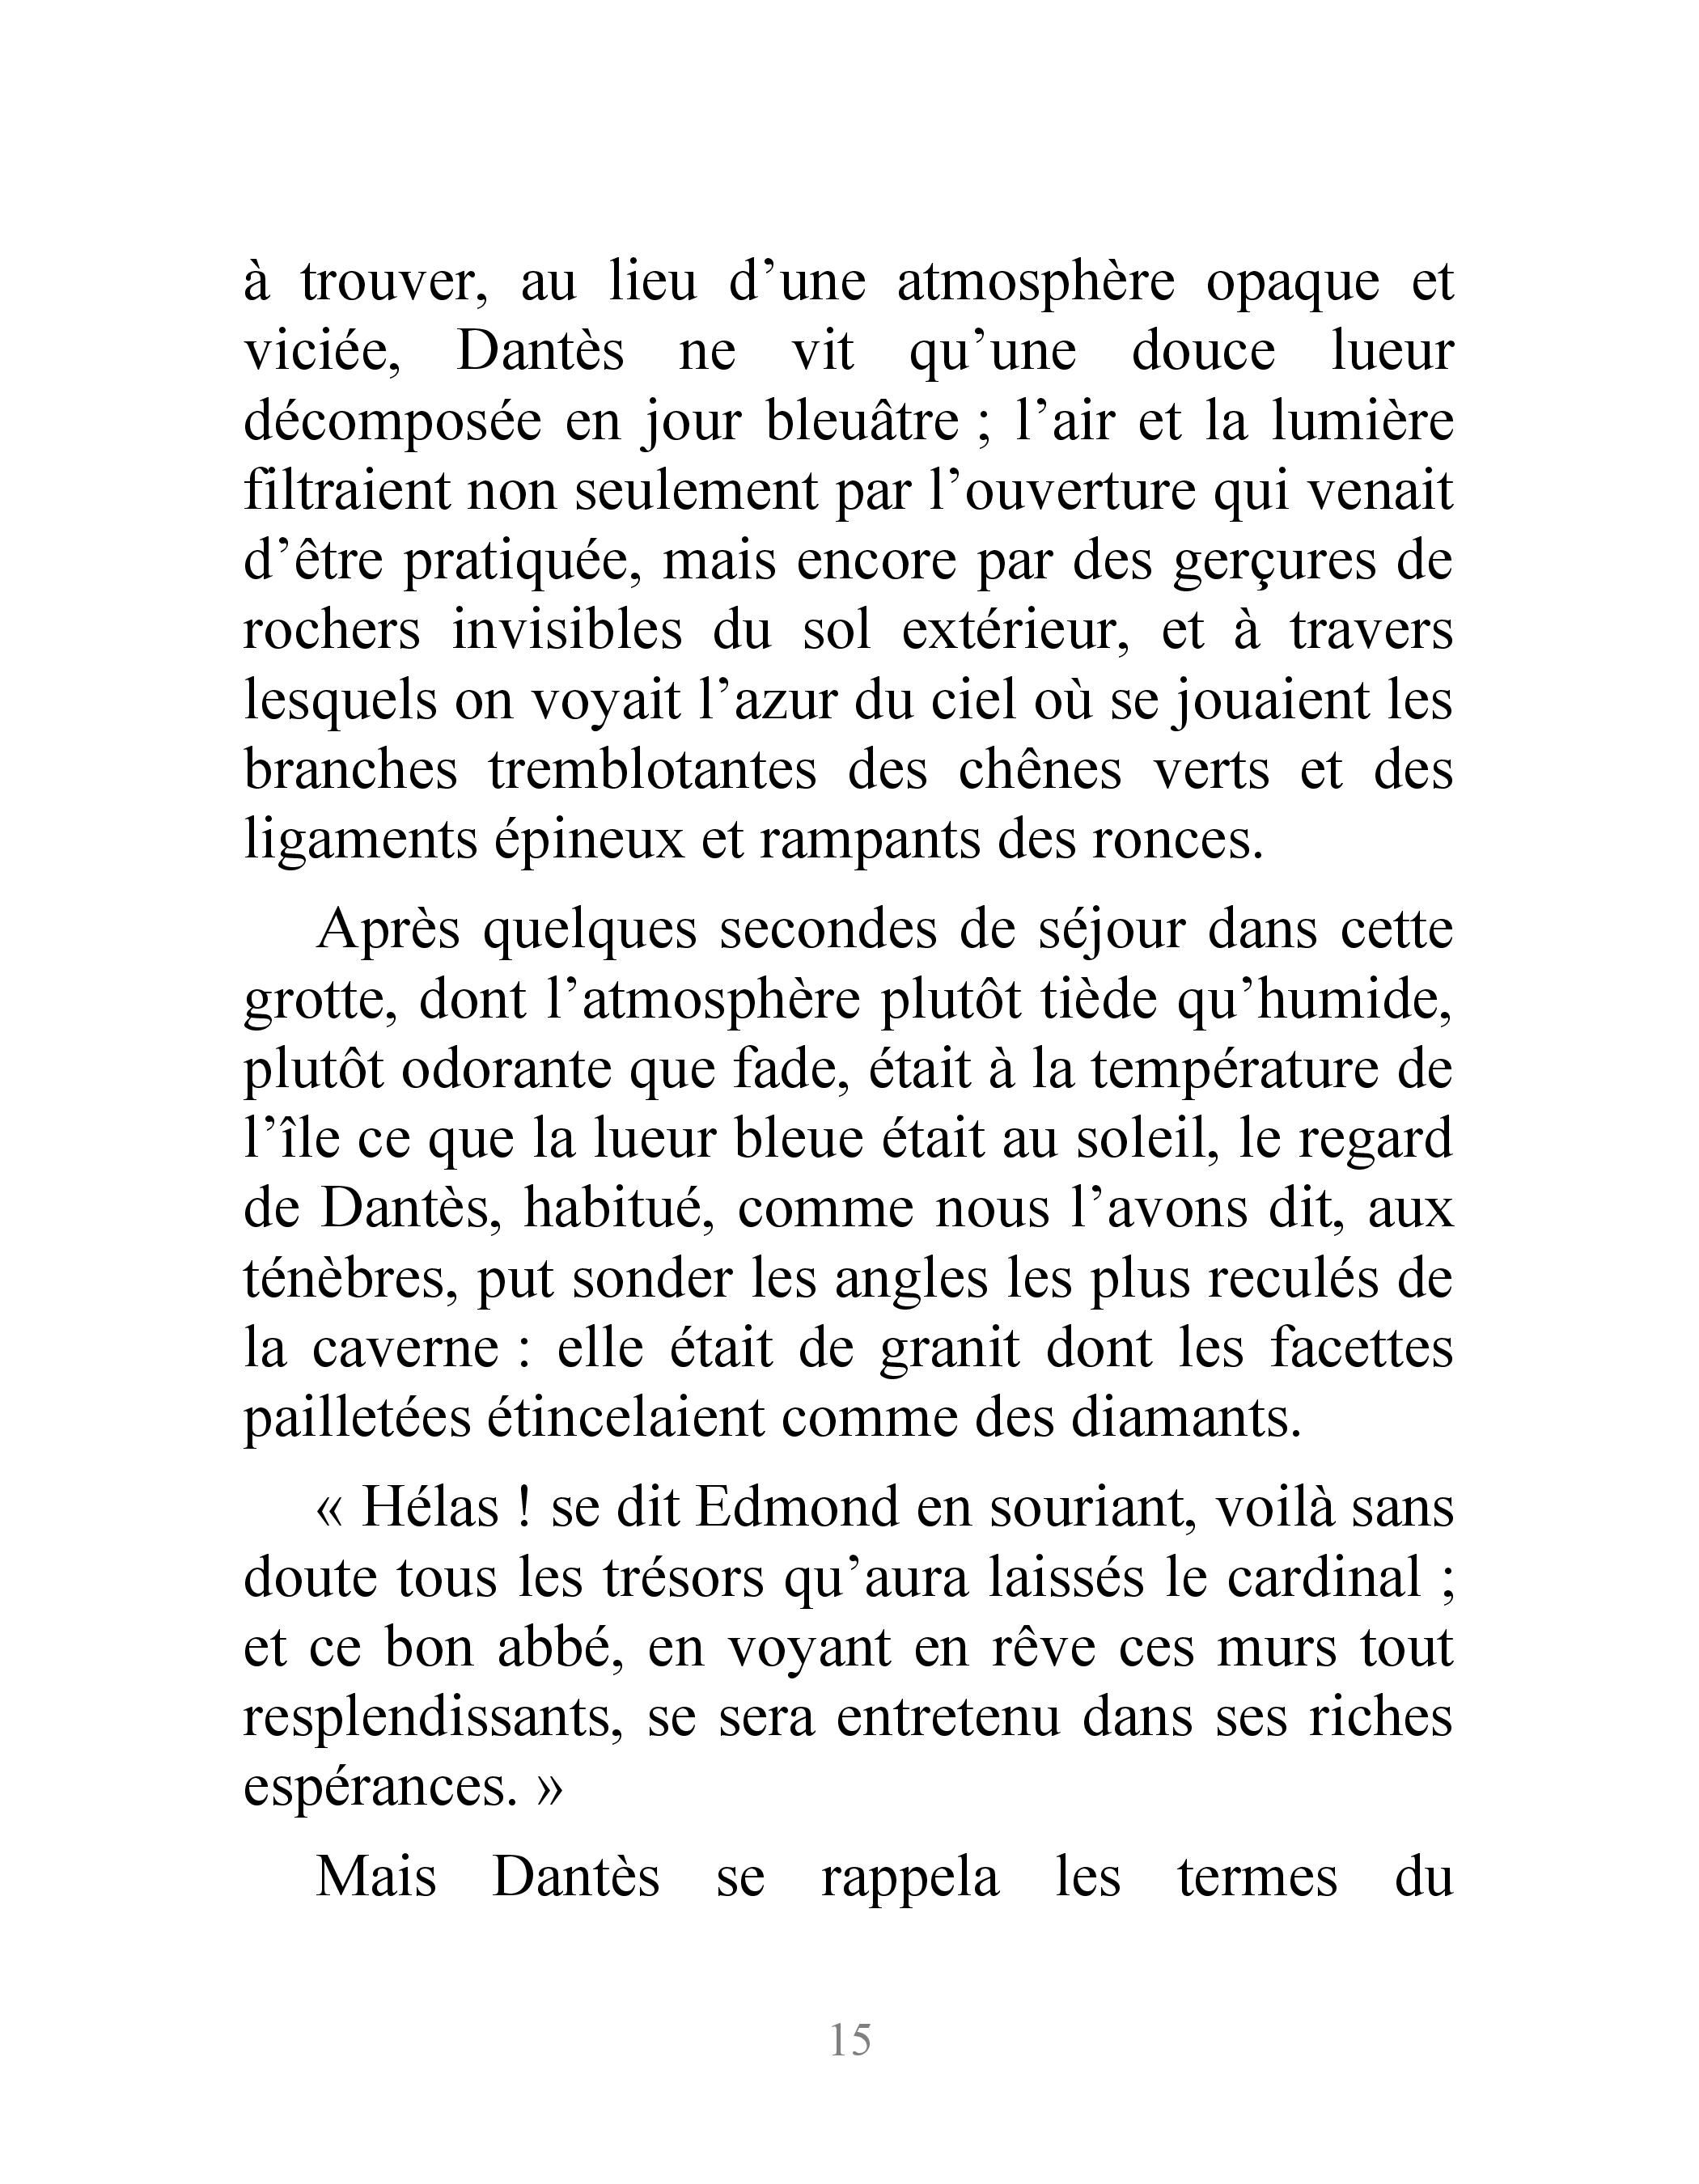 à trouver, au lieu d’une atmosphère opaque et
viciée, Dantès ne vit qu’une douce lueur
décomposée en jour bleuâtre ; l’air et la lumière
filtraient non seulement par l’ouverture qui venait
d’être pratiquée, mais encore par des gerçures de
rochers invisibles du sol extérieur, et à travers
lesquels on voyait l’azur du ciel où se jouaient les
branches tremblotantes des chênes verts et des
ligaments épineux et rampants des ronces.
Après quelques secondes de séjour dans cette
grotte, dont l’atmosphère plutôt tiède qu’humide,
plutôt odorante que fade, était à la température de
l’île ce que la lueur bleue était au soleil, le regard
de Dantès, habitué, comme nous l’avons dit, aux
ténèbres, put sonder les angles les plus reculés de
la caverne : elle était de granit dont les facettes
pailletées étincelaient comme des diamants.
« Hélas ! se dit Edmond en souriant, voilà sans
doute tous les trésors qu’aura laissés le cardinal ;
et ce bon abbé, en voyant en rêve ces murs tout
resplendissants, se sera entretenu dans ses riches
espérances. »
Mais Dantès se rappela les termes du
15